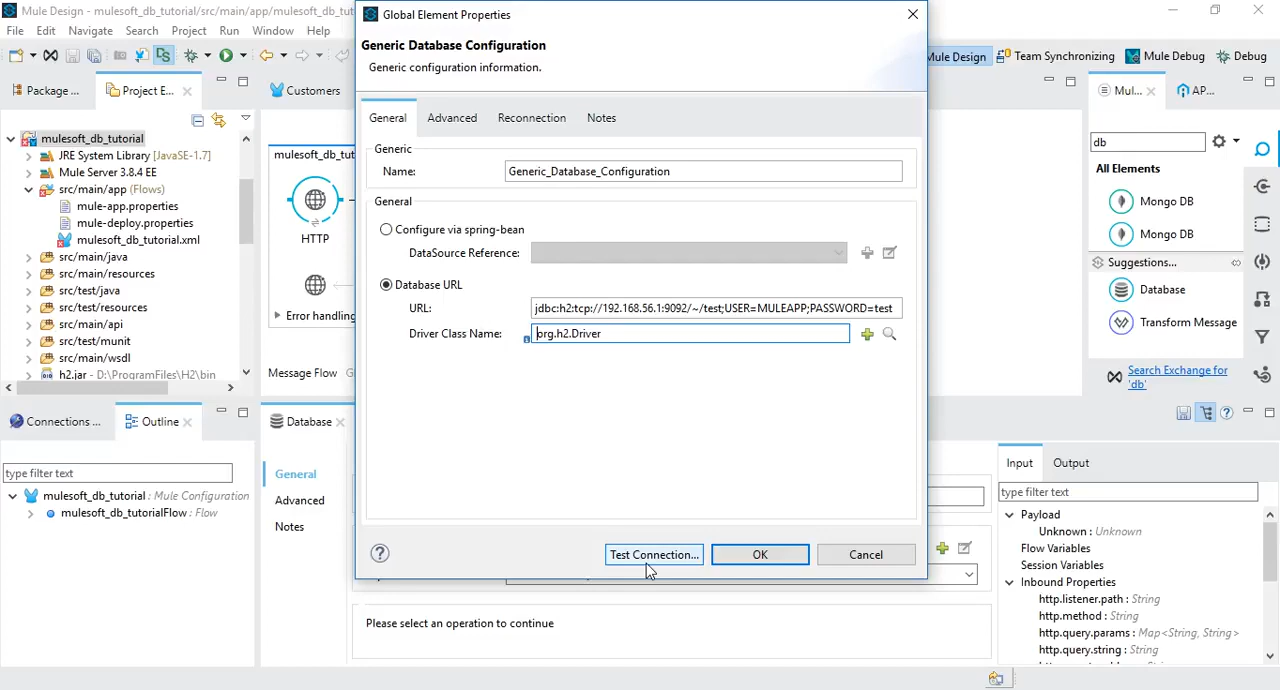 Mule Design - mulesoft_db_tutorial/src/main/app/mulesoft_db_tu
File Edit Navigate Search Project Run Window Help
Mule Design
Team Synchronizing
Mule Debug
Debug
Package ...
Project E...
mulesoft_db_tutorial
JRE System Library [JavaSE-1.7]
Mule Server 3.8.4 EE
src/main/app (Flows)
mule-app.properties
mule-deploy.properties
mulesoft_db_tutorial.xml
src/main/java
src/main/resources
src/test/java
src/test/resources
src/main/api
src/test/munit
src/main/wsdl
h2.jar - D:\ProgramFiles\H2\bin
Connections ...
Outline
type filter text
mulesoft_db_tutorial : Mule Configuration
mulesoft_db_tutorialFlow : Flow
Customers
mulesoft_db_tut
HTTP
Error handling
Message Flow
G
Database
General
Advanced
Notes
Please select an operation to continue
Global Element Properties
Generic Database Configuration
Generic configuration information.
General
Advanced
Reconnection
Notes
Generic
Name:
Generic_Database_Configuration
General
Configure via spring-bean
DataSource Reference:
Database URL
URL:
jdbc:h2:tcp://192.168.56.1:9092/~/test;USER=MULEAPP;PASSWORD=test
Driver Class Name:
org.h2.Driver
Test Connection...
OK
Cancel
Mul...
AP...
db
All Elements
Mongo DB
Mongo DB
Suggestions...
Database
Transform Message
Search Exchange for
'db'
Input
Output
type filter text
Payload
Unknown : Unknown
Flow Variables
Session Variables
Inbound Properties
http.listener.path : String
http.method : String
http.query.params : Map<String, String>
http.query.string : String